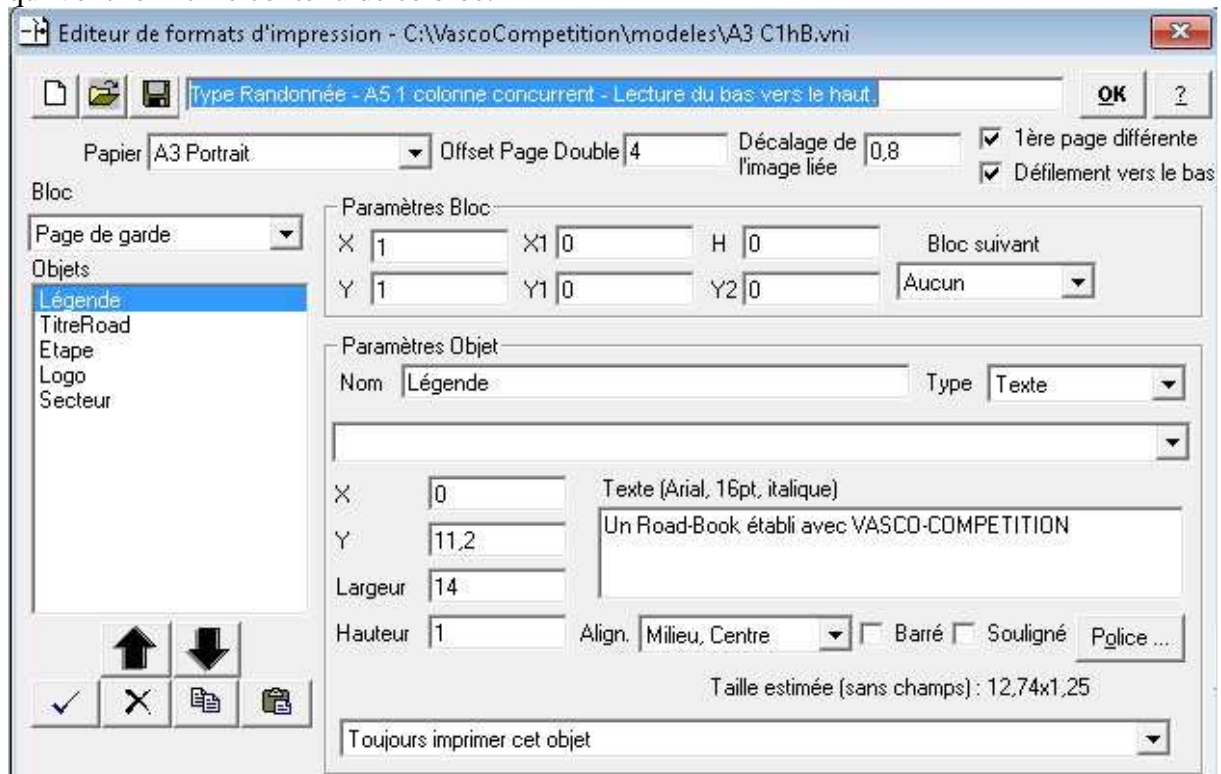 Editeur de formats d'impression - C:\VascoCompetition\modeles\A3 C1hB.vni
Type Randonnée - A5 1 colonne concurrent - Lecture du bas vers le haut.
OK
?
Papier A3 Portrait
Offset Page Double 4
Décalage de
l'image liée
0,8
1ère page différente
Défilement vers le bas
Bloc
Page de garde
Objets
Légende
TitreRoad
Etape
Logo
Secteur
Paramètres Bloc
X 1 X1 0 H 0 Bloc suivant
Y 1 Y1 0 Y2 0 Aucun
Paramètres Objet
Nom Légende Type Texte
X 0
Y 11,2
Largeur 14
Hauteur 1
Texte (Arial, 16pt, italique)
Un Road-Book établi avec VASCO-COMPETITION
Align. Milieu, Centre Barré Souligné Police ...
Taille estimée (sans champs) : 12,74x1,25
Toujours imprimer cet objet